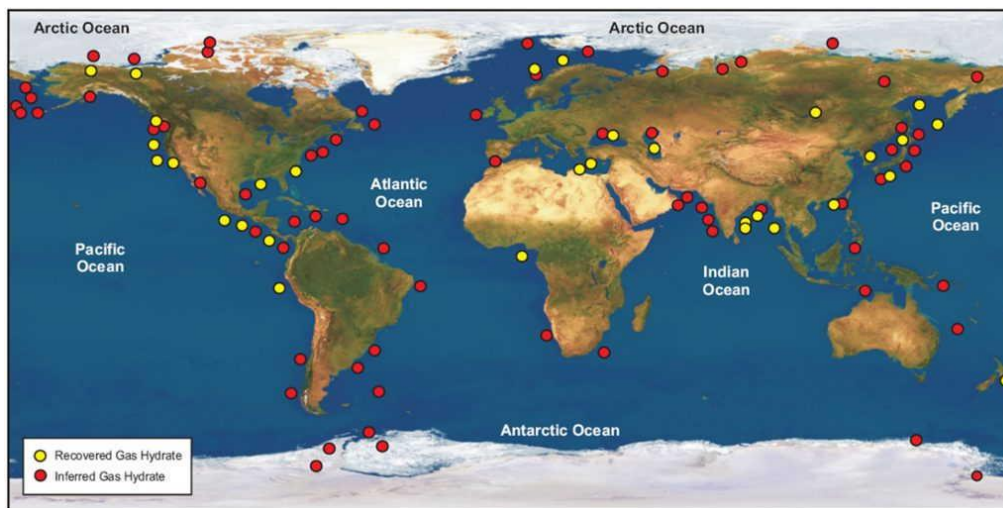 Arctic Ocean
Arctic Ocean
Atlantic
Ocean
Pacific
Ocean
Pacific
Ocean
Indian
Ocean
Antarctic Ocean
Recovered Gas Hydrate
Inferred Gas Hydrate